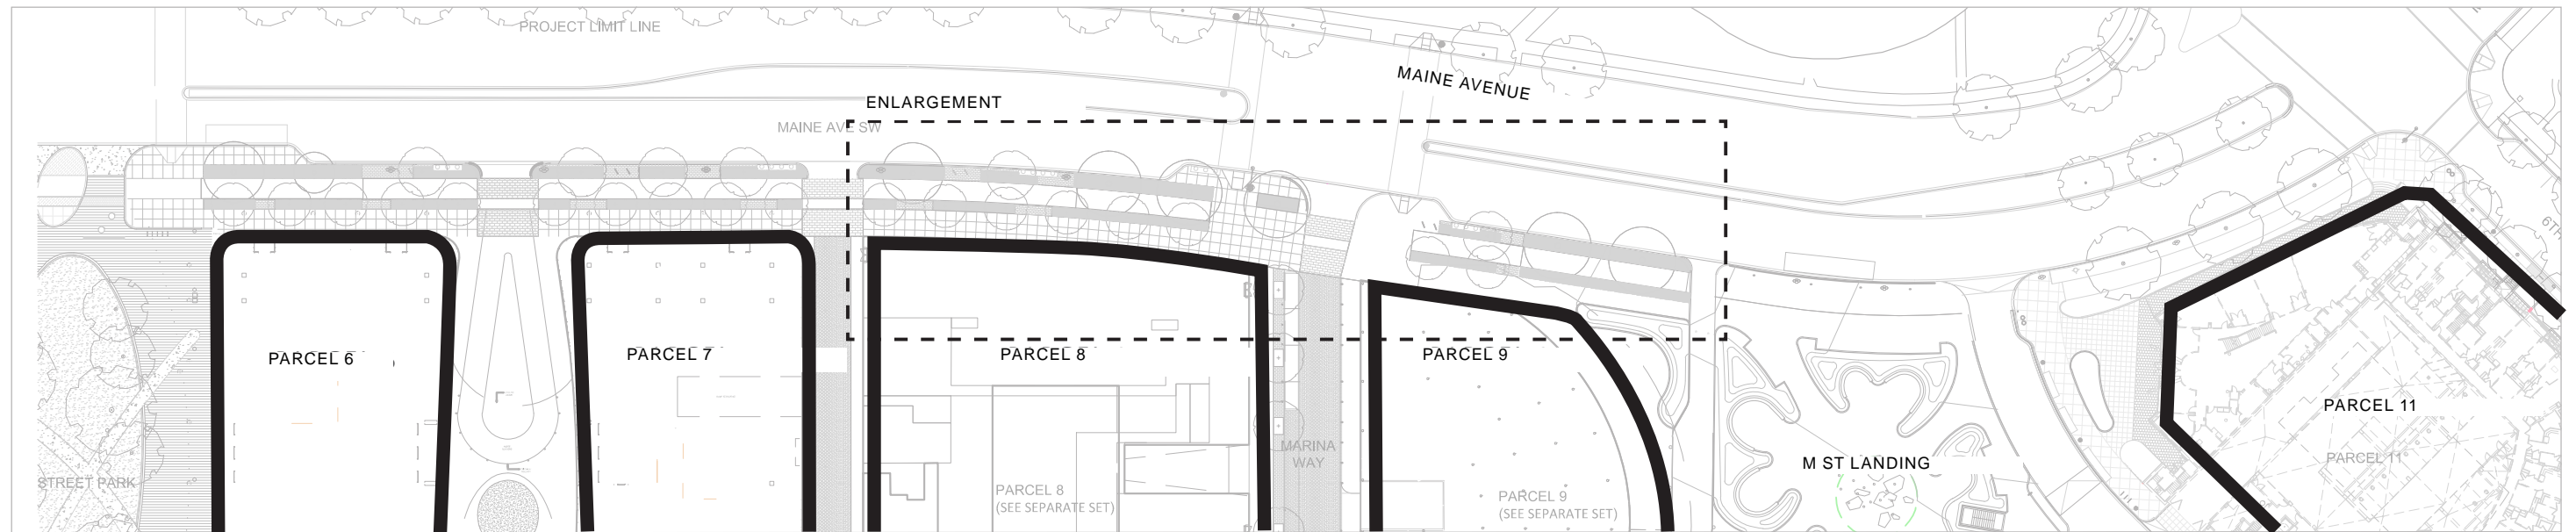 PROJECT LIMIT LINE
MAINE AVENUE
ENLARGEMENT
MAINE AVE SW
6TH
PARCEL 6
PARCEL 7
PARCEL 8
PARCEL 9
PARCEL 11
MARINA
WAY
PARCEL 11
M ST LANDING
STREET PARK
PARCEL 8
(SEE SEPARATE SET)
PARCEL 9
(SEE SEPARATE SET)